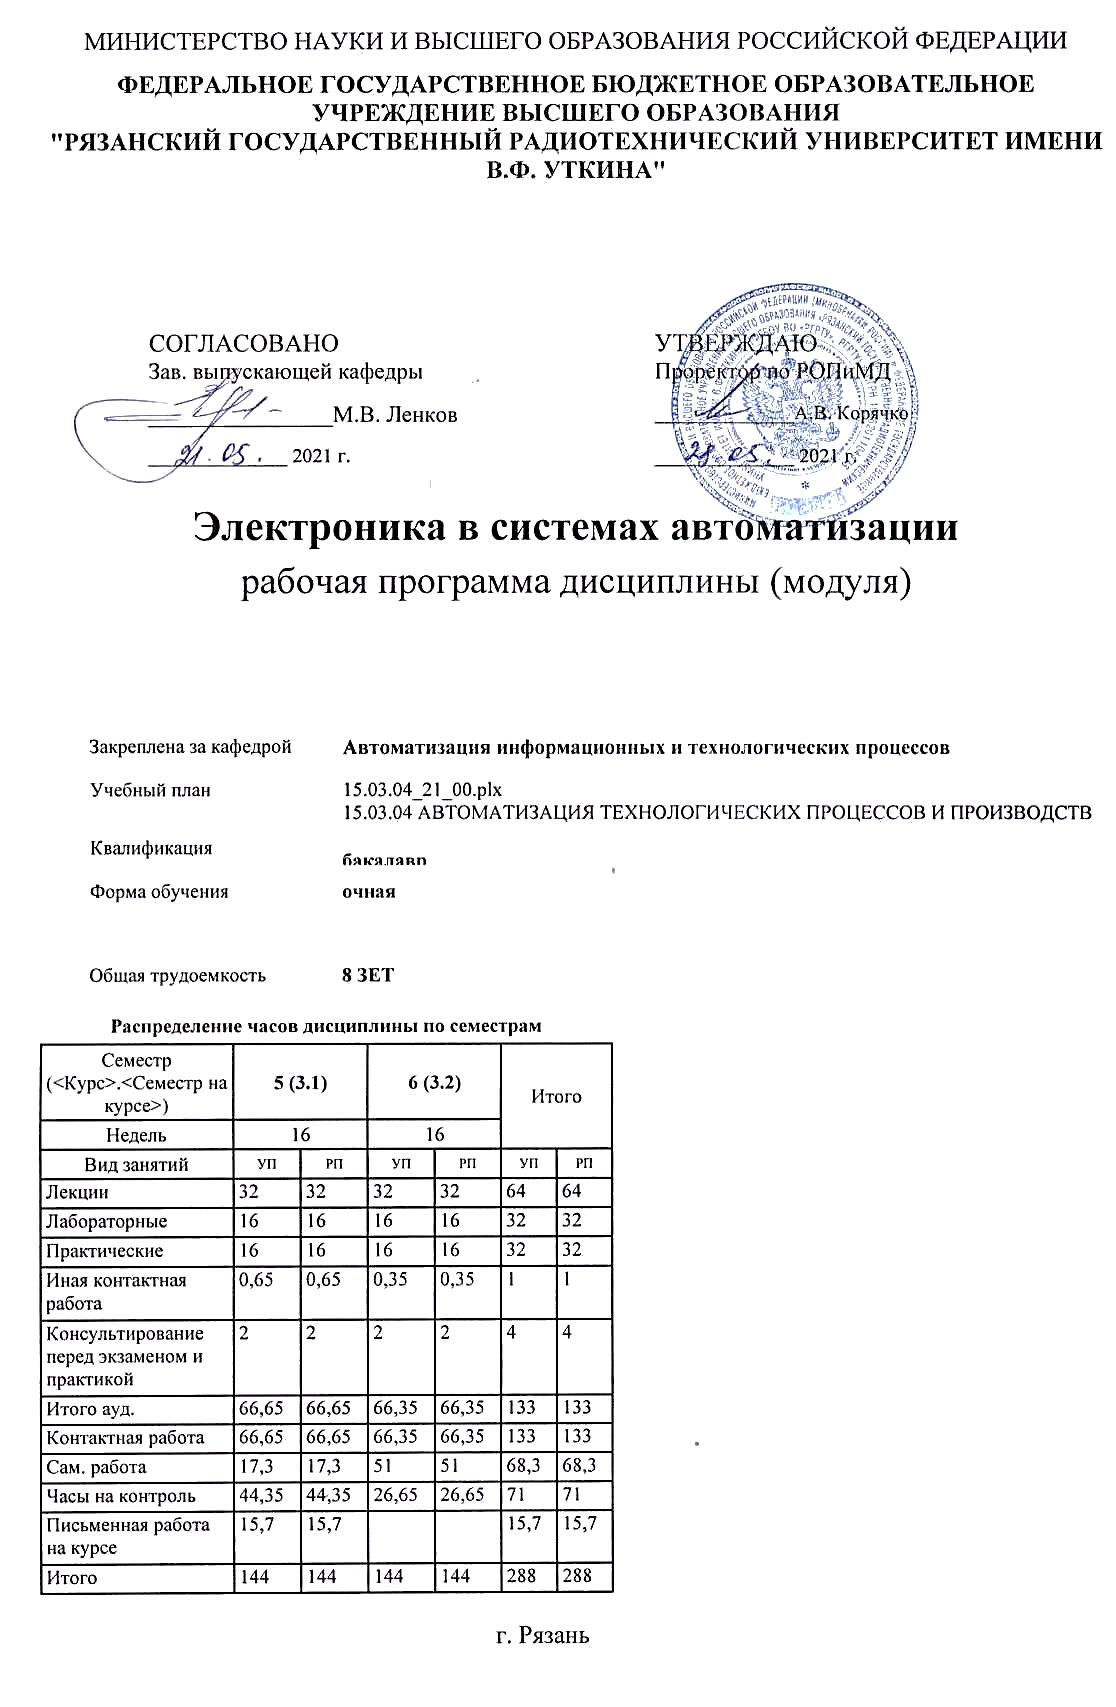 МИНИСТЕРСТВО НАУКИ И ВЫСШЕГО ОБРАЗОВАНИЯ РОССИЙСКОЙ ФЕДЕРАЦИИ
ФЕДЕРАЛЬНОЕ ГОСУДАРСТВЕННОЕ БЮДЖЕТНОЕ ОБРАЗОВАТЕЛЬНОЕ
УЧРЕЖДЕНИЕ ВЫСШЕГО ОБРАЗОВАНИЯ
"РЯЗАНСКИЙ ГОСУДАРСТВЕННЫЙ РАДИОТЕХНИЧЕСКИЙ УНИВЕРСИТЕТ ИМЕНИ
В.Ф. УТКИНА"
СОГЛАСОВАНО
Зав. выпускающей кафедры
М.В. Ленков
21.05. 2021 г.
УТВЕРЖДАЮ
Проректор по РОПиМД
А.В. Корячко
05. 2021 г.
Электроника в системах автоматизации
рабочая программа дисциплины (модуля)
Закреплена за кафедрой Автоматизация информационных и технологических процессов
Учебный план 15.03.04_21_00.plx
15.03.04 АВТОМАТИЗАЦИЯ ТЕХНОЛОГИЧЕСКИХ ПРОЦЕССОВ И ПРОИЗВОДСТВ
Квалификация бакалавр
Форма обучения очная
Общая трудоемкость 8 ЗЕТ
Распределение часов дисциплины по семестрам
Семестр
(<Курс>.<Семестр на
курсе>) 5 (3.1) 6 (3.2) Итого
Недель 16 16
Вид занятий УП РП УП РП УП РП
Лекции 32 32 32 32 64 64
Лабораторные 16 16 16 16 32 32
Практические 16 16 16 16 32 32
Иная контактная 0,65 0,65 0,35 0,35 1 1
работа
Консультирование 2 2 2 2 4 4
перед экзаменом и
практикой
Итого ауд. 66,65 66,65 66,35 66,35 133 133
Контактная работа 66,65 66,65 66,35 66,35 133 133
Сам. работа 17,3 17,3 51 51 68,3 68,3
Часы на контроль 44,35 44,35 26,65 26,65 71 71
Письменная работа 15,7 15,7 15,7 15,7
на курсе
Итого 144 144 144 144 288 288
г. Рязань